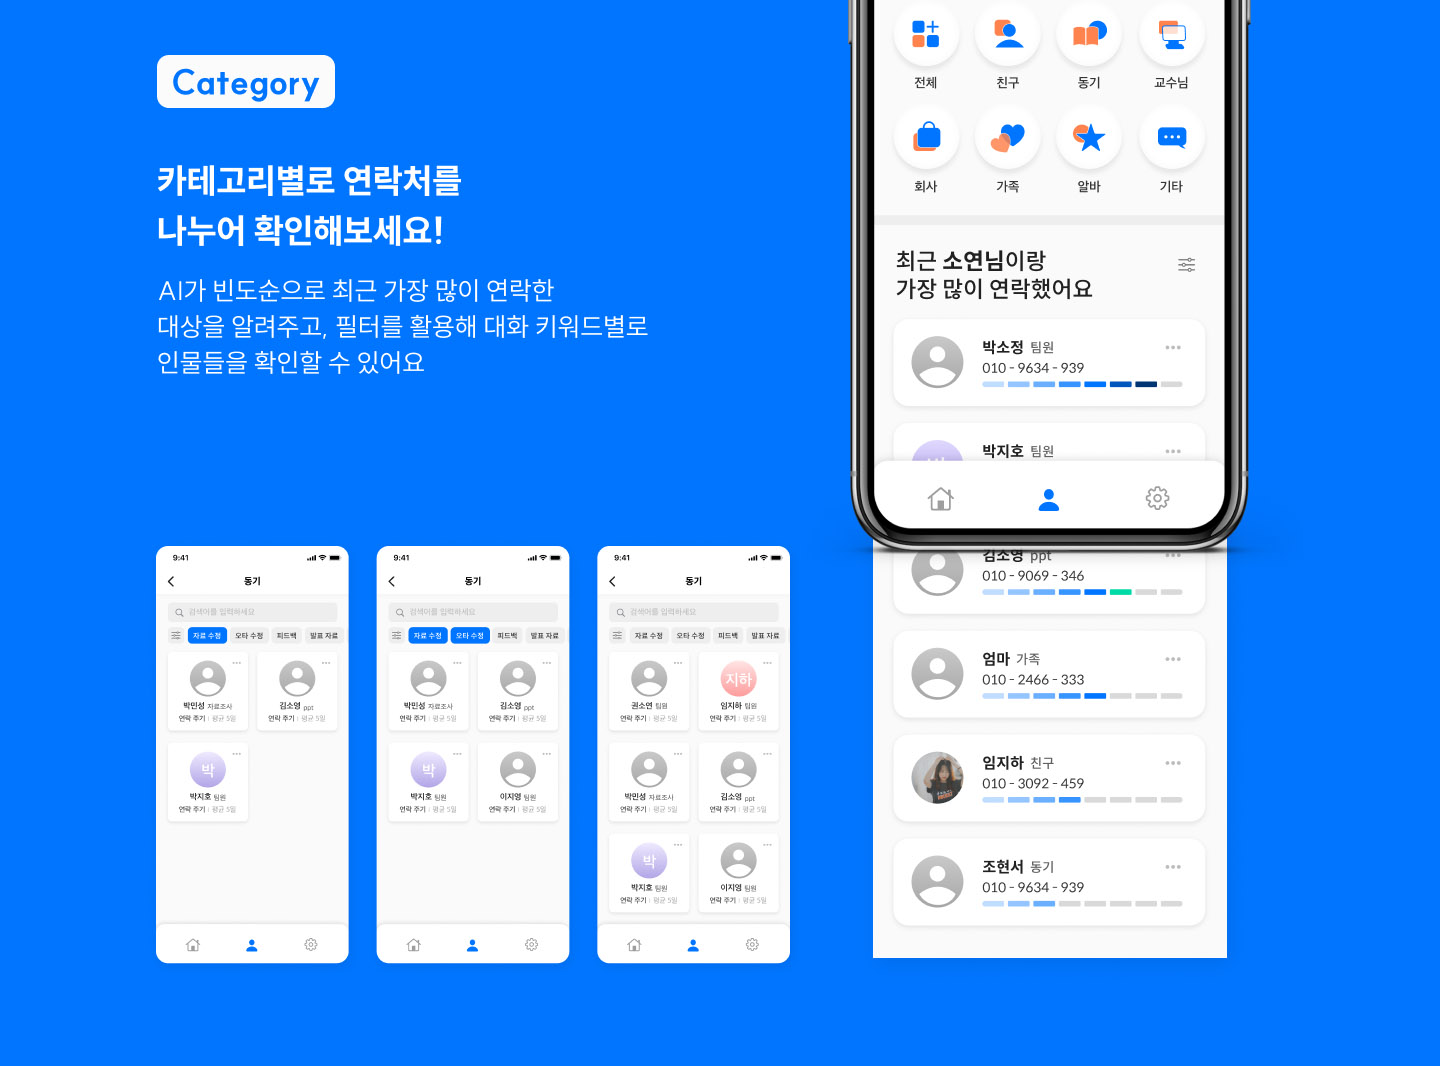 Category
카테고리별로 연락처를
나누어 확인해보세요!
AI가 빈도순으로 최근 가장 많이 연락한
대상을 알려주고, 필터를 활용해 대화 키워드별로
인물들을 확인할 수 있어요
전체 친구 동기 교수님
회사 가족 알바 기타
최근 소연님이랑
가장 많이 연락했어요
박소정 팀원
010 - 9634 - 939
박지호 팀원
김소영 ppt
010 - 9069 - 346
엄마 가족
010 - 2466 - 333
임지하 친구
010 - 3092 - 459
조현서 동기
010 - 9634 - 939
9:41
동기
검색어를 입력하세요
자료 수정 오타 수정 피드백 발표 자료
박민성 자료조사 김소영 ppt
연락 주기 | 평균 5일 연락 주기 | 평균 5일
박
박지호 팀원
연락 주기 | 평균 5일
9:41
동기
검색어를 입력하세요
자료 수정 오타 수정 피드백 발표 자료
박민성 자료조사 김소영 ppt
연락 주기 | 평균 5일 연락 주기 | 평균 5일
박
박지호 팀원 이지영 팀원
연락 주기 | 평균 5일 연락 주기 | 평균 5일
9:41
동기
검색어를 입력하세요
자료 수정 오타 수정 피드백 발표 자료
지하
권소연 팀원 임지하 팀원
연락 주기 | 평균 5일 연락 주기 | 평균 5일
박민성 자료조사 김소영 ppt
연락 주기 | 평균 5일 연락 주기 | 평균 5일
박
박지호 팀원 이지영 팀원
연락 주기 | 평균 5일 연락 주기 | 평균 5일